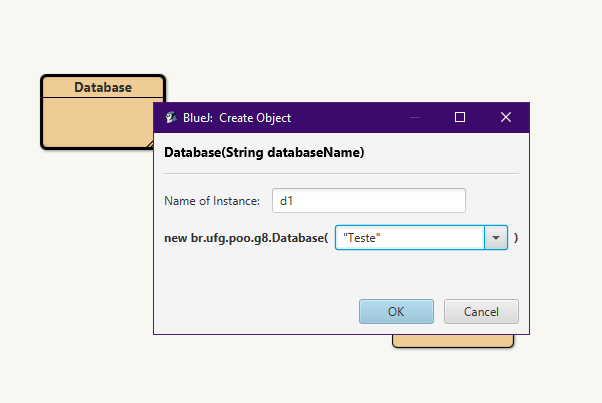 Database
BlueJ: Create Object
Database(String databaseName)
Name of Instance: d1
new br.ufg.poo.g8.Database( "Teste" )
OK Cancel